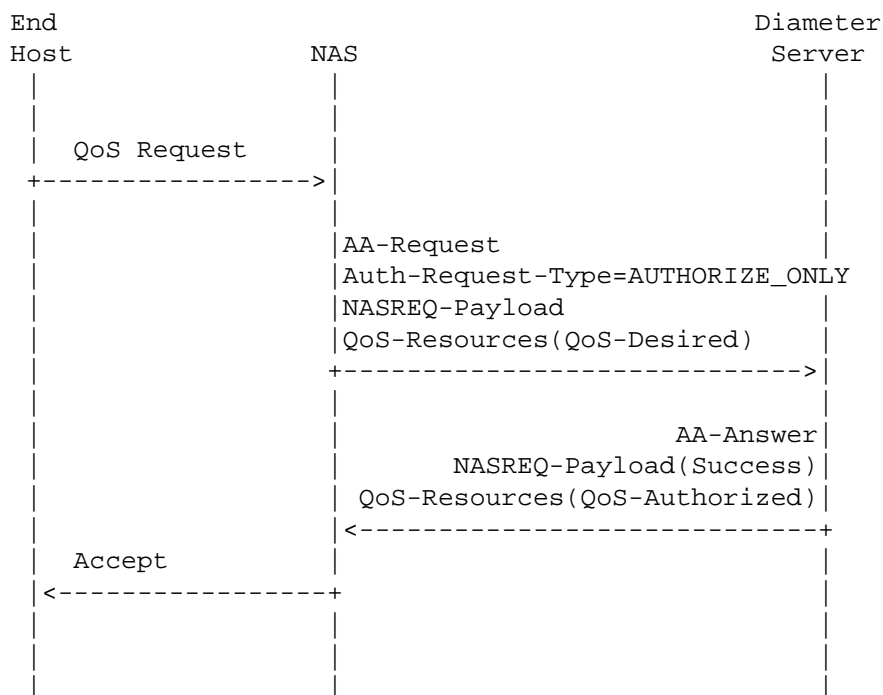 End Diameter
Host NAS Server
QoS Request
AA-Request
Auth-Request-Type=AUTHORIZE_ONLY
NASREQ-Payload
QoS-Resources(QoS-Desired)
AA-Answer
NASREQ-Payload(Success)
QoS-Resources(QoS-Authorized)
Accept